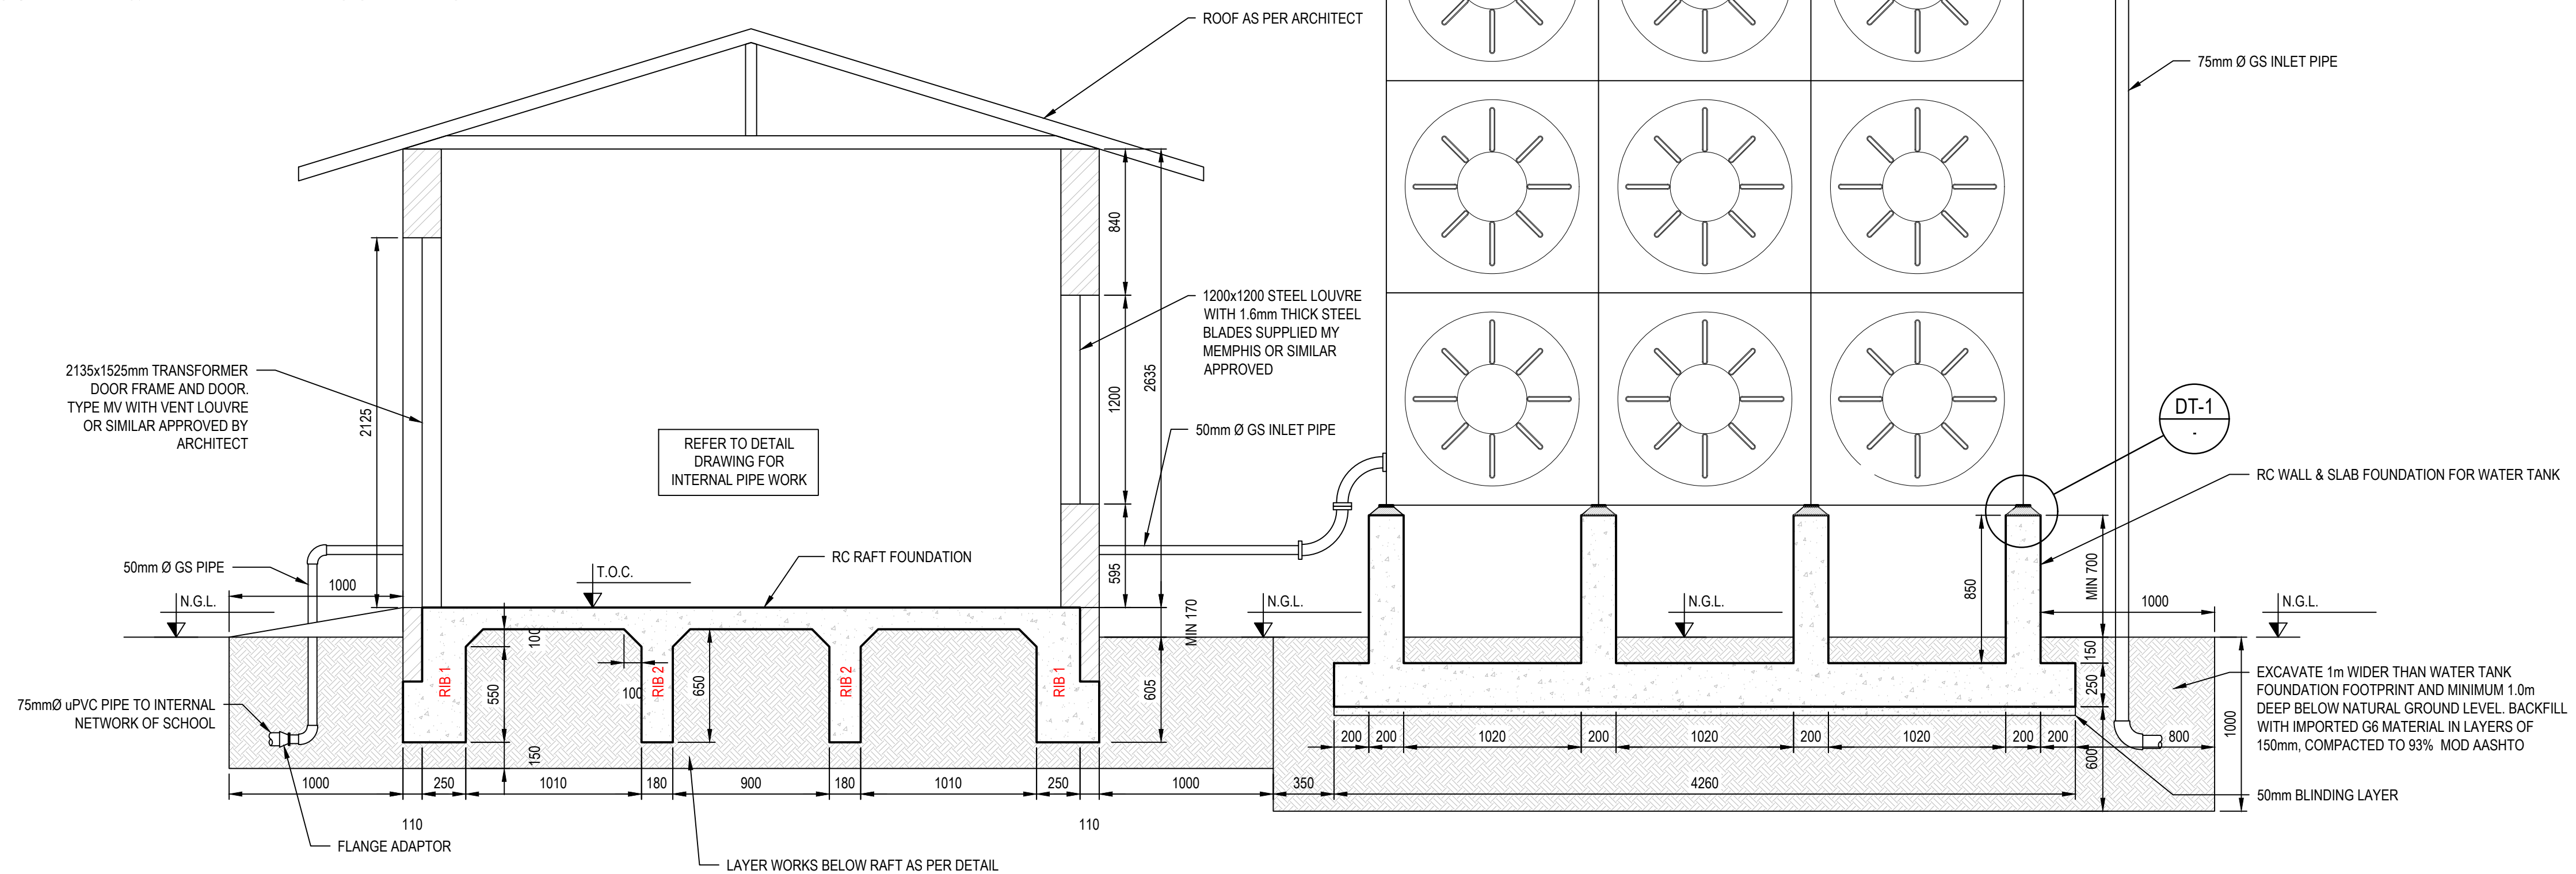 ROOF AS PER ARCHITECT
75mm Ø GS INLET PIPE
840
2635
1200x1200 STEEL LOUVRE
WITH 1.6mm THICK STEEL
BLADES SUPPLIED MY
MEMPHIS OR SIMILAR
APPROVED
2135x1525mm TRANSFORMER
DOOR FRAME AND DOOR.
TYPE MV WITH VENT LOUVRE
OR SIMILAR APPROVED BY
ARCHITECT
2125
1200
REFER TO DETAIL
DRAWING FOR
INTERNAL PIPE WORK
50mm Ø GS INLET PIPE
DT-1
-
RC WALL & SLAB FOUNDATION FOR WATER TANK
50mm Ø GS PIPE
1000
N.G.L.
T.O.C.
RC RAFT FOUNDATION
595
MIN 170
N.G.L.
850
N.G.L.
MIN 700
1000
N.G.L.
100
RIB 1
550
100
RIB 2
650
RIB 2
RIB 1
605
150
250
1000
EXCAVATE 1m WIDER THAN WATER TANK
FOUNDATION FOOTPRINT AND MINIMUM 1.0m
DEEP BELOW NATURAL GROUND LEVEL. BACKFILL
WITH IMPORTED G6 MATERIAL IN LAYERS OF
150mm, COMPACTED TO 93% MOD AASHTO
75mmØ uPVC PIPE TO INTERNAL
NETWORK OF SCHOOL
150
200
200
1020
200
1020
200
1020
200
200
600
800
1000
250
1010
180
900
180
1010
250
1000
350
4260
50mm BLINDING LAYER
110
110
FLANGE ADAPTOR
LAYER WORKS BELOW RAFT AS PER DETAIL